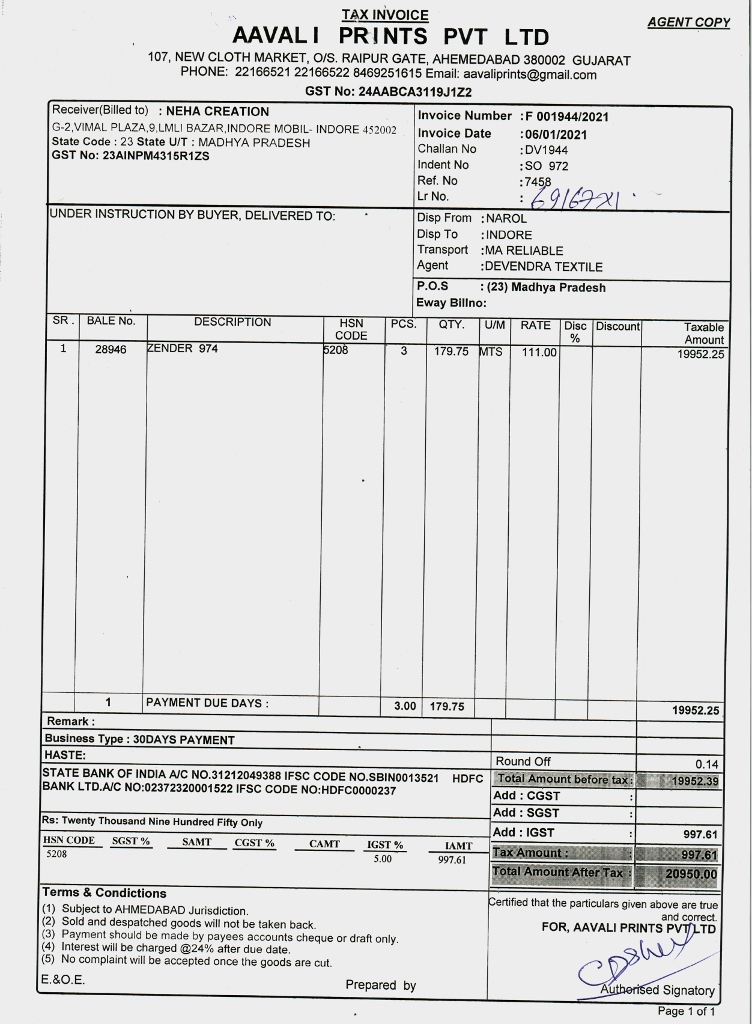 TAX INVOICE
AGENT COPY
AAVALI PRINTS PVT LTD
107, NEW CLOTH MARKET, O/S. RAIPUR GATE, AHEMEDABAD 380002 GUJARAT
PHONE: 22166521 22166522 8469251615 Email: aavaliprints@gmail.com
GST No: 24AABCA3119J1Z2
Receiver(Billed to) : NEHA CREATION
G-2,VIMAL PLAZA,9,LMLI BAZAR,INDORE MOBIL- INDORE 452002
State Code : 23 State U/T : MADHYA PRADESH
GST No: 23AINPM4315R1ZS
Invoice Number :F 001944/2021
Invoice Date :06/01/2021
Challan No :DV1944
Indent No :SO 972
Ref. No :7458
Lr No. :
UNDER INSTRUCTION BY BUYER, DELIVERED TO:
Disp From :NAROL
Disp To :INDORE
Transport :MA RELIABLE
Agent :DEVENDRA TEXTILE
P.O.S : (23) Madhya Pradesh
Eway Billno:
SR. BALE No. DESCRIPTION HSN CODE PCS. QTY. U/M RATE Disc % Discount Taxable Amount
1 28946 ZENDER 974 5208 3 179.75 MTS 111.00 19952.25
1 PAYMENT DUE DAYS : 3.00 179.75 19952.25
Remark :
Business Type : 30DAYS PAYMENT
HASTE:
STATE BANK OF INDIA A/C NO.31212049388 IFSC CODE NO.SBIN0013521 HDFC
BANK LTD.A/C NO:02372320001522 IFSC CODE NO:HDFC0000237
Rs: Twenty Thousand Nine Hundred Fifty Only
HSN CODE SGST % SAMT CGST % CAMT IGST % IAMT
5208 5.00 997.61
Round Off 0.14
Total Amount before tax: 19952.39
Add : CGST :
Add : SGST :
Add : IGST : 997.61
Tax Amount : 997.61
Total Amount After Tax : 20950.00
Terms & Condictions
(1) Subject to AHMEDABAD Jurisdiction.
(2) Sold and despatched goods will not be taken back.
(3) Payment should be made by payees accounts cheque or draft only.
(4) Interest will be charged @24% after due date.
(5) No complaint will be accepted once the goods are cut.
E.&O.E.
Prepared by
Certified that the particulars given above are true
and correct.
FOR, AAVALI PRINTS PVT LTD
Authorised Signatory
Page 1 of 1